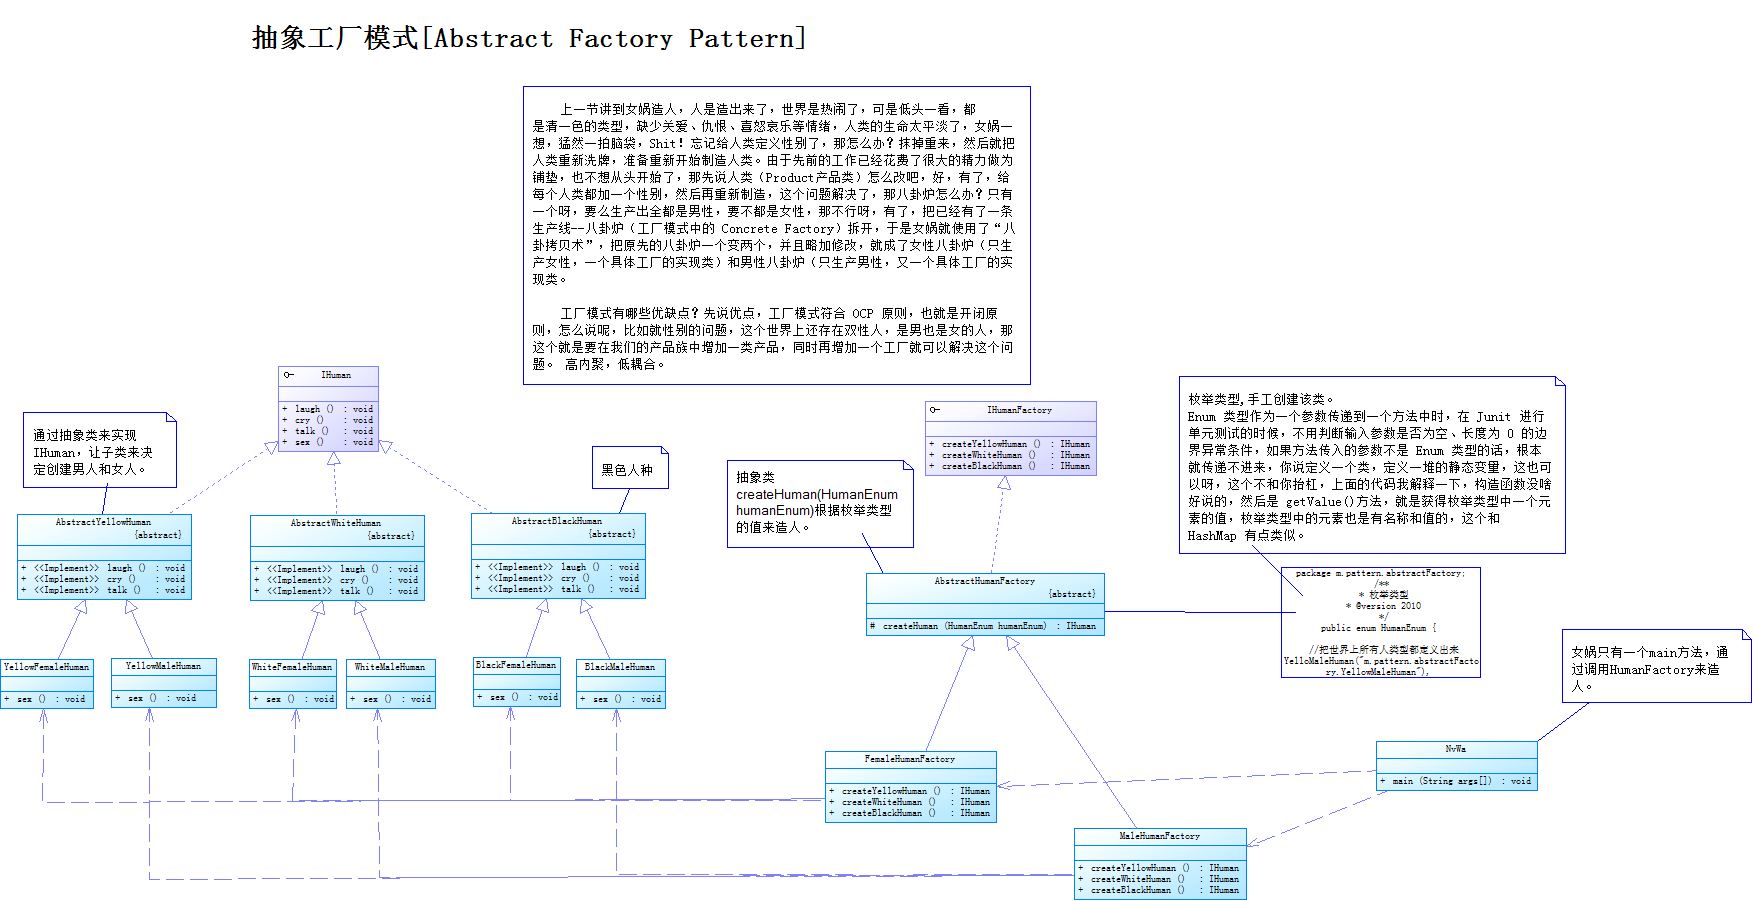 抽象工厂模式[Abstract Factory Pattern]
上一节讲到女娲造人，人是造出来了，世界是热闹了，可是低头一看，都
是清一色的类型，缺少关爱、仇恨、喜怒哀乐等情绪，人类的生命太平淡了，女娲一
想，猛然一拍脑袋，Shit！忘记给人类定义性别了，那怎么办？抹掉重来，然后就把
人类重新洗牌，准备重新开始制造人类。由于先前的工作已经花费了很大的精力做为
铺垫，也不想从头开始了，那先说人类（Product产品类）怎么改吧，好，有了，给
每个人类都加一个性别，然后再重新制造，这个问题解决了，那八卦炉怎么办？只有
一个呀，要么生产出全都是男性，要不都是女性，那不行呀，有了，把已经有了一条
生产线--八卦炉（工厂模式中的 Concrete Factory）拆开，于是女娲就使用了“八
卦拷贝术”，把原先的八卦炉一个变两个，并且略加修改，就成了女性八卦炉（只生
产女性，一个具体工厂的实现类）和男性八卦炉（只生产男性，又一个具体工厂的实
现类。
工厂模式有哪些优缺点？先说优点，工厂模式符合 OCP 原则，也就是开闭原
则，怎么说呢，比如就性别的问题，这个世界上还存在双性人，是男也是女的人，那
这个就是要在我们的产品族中增加一类产品，同时再增加一个工厂就可以解决这个问
题。 高内聚，低耦合。
IHuman
+ laugh () : void
+ cry () : void
+ talk () : void
+ sex () : void
通过抽象类来实现
IHuman，让子类来决
定创建男人和女人。
黑色人种
IHumanFactory
+ createYellowHuman () : IHuman
+ createWhiteHuman () : IHuman
+ createBlackHuman () : IHuman
抽象类
createHuman(HumanEnum
humanEnum)根据枚举类型
的值来造人。
枚举类型,手工创建该类。
Enum 类型作为一个参数传递到一个方法中时，在 Junit 进行
单元测试的时候，不用判断输入参数是否为空、长度为 0 的边
界异常条件，如果方法传入的参数不是 Enum 类型的话，根本
就传递不进来，你说定义一个类，定义一堆的静态变量，这也可
以呀，这个不和你抬杠，上面的代码我解释一下，构造函数没啥
好说的，然后是 getValue()方法，就是获得枚举类型中一个元
素的值，枚举类型中的元素也是有名称和值的，这个和
HashMap 有点类似。
AbstractYellowHuman
{abstract}
+ <<Implement>> laugh () : void
+ <<Implement>> cry () : void
+ <<Implement>> talk () : void
AbstractWhiteHuman
{abstract}
+ <<Implement>> laugh () : void
+ <<Implement>> cry () : void
+ <<Implement>> talk () : void
AbstractBlackHuman
{abstract}
+ <<Implement>> laugh () : void
+ <<Implement>> cry () : void
+ <<Implement>> talk () : void
AbstractHumanFactory
{abstract}
# createHuman (HumanEnum humanEnum) : IHuman
package m.pattern.abstractFactory;
/**
* 枚举类型
* @version 2010
*/
public enum HumanEnum {
//把世界上所有人类型都定义出来
YelloMaleHuman("m.pattern.abstractFacto
ry.YellowMaleHuman"),
女娲只有一个main方法，通
过调用HumanFactory来造
人。
YellowFemaleHuman
+ sex () : void
YellowMaleHuman
+ sex () : void
WhiteFemaleHuman
+ sex () : void
WhiteMaleHuman
+ sex () : void
BlackFemaleHuman
+ sex () : void
BlackMaleHuman
+ sex () : void
FemaleHumanFactory
+ createYellowHuman () : IHuman
+ createWhiteHuman () : IHuman
+ createBlackHuman () : IHuman
NvWa
+ main (String args[]) : void
MaleHumanFactory
+ createYellowHuman () : IHuman
+ createWhiteHuman () : IHuman
+ createBlackHuman () : IHuman